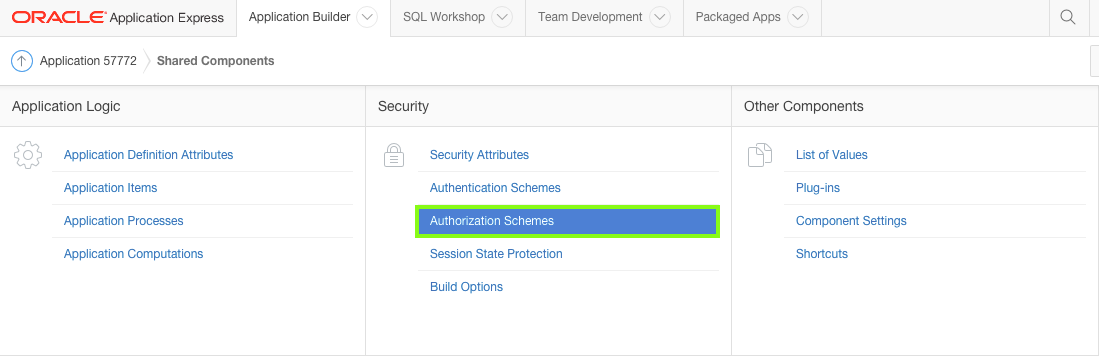 ORACLE Application Express Application Builder SQL Workshop Team Development Packaged Apps
Application 57772 Shared Components
Application Logic
Application Definition Attributes
Application Items
Application Processes
Application Computations
Security
Security Attributes
Authentication Schemes
Authorization Schemes
Session State Protection
Build Options
Other Components
List of Values
Plug-ins
Component Settings
Shortcuts